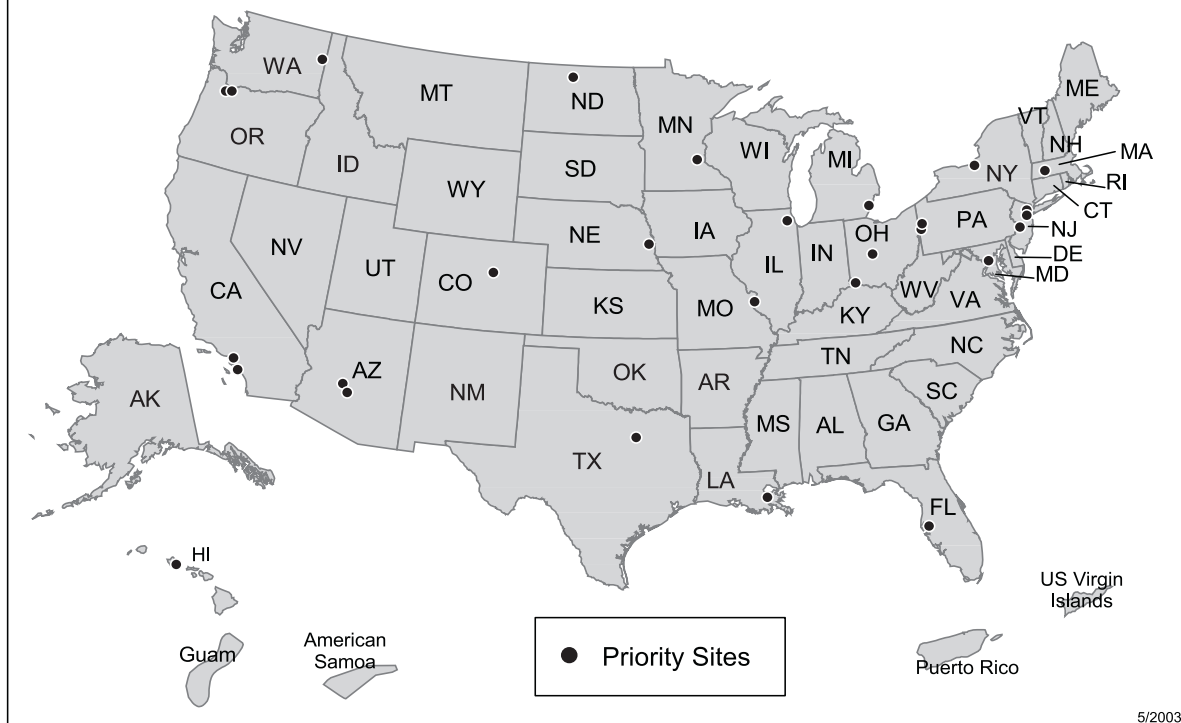 WA
MT
ND
MN
ME
VT
NH
OR
ID
SD
WI
MI
NY
MA
RI
CT
WY
NE
IA
PA
NJ
NV
UT
CO
IL
IN
OH
DE
MD
CA
KS
MO
WV
VA
KY
AZ
NM
OK
AR
TN
NC
SC
AK
TX
LA
MS
AL
GA
FL
HI
Guam
American
Samoa
Priority Sites
US Virgin
Islands
Puerto Rico
5/2003